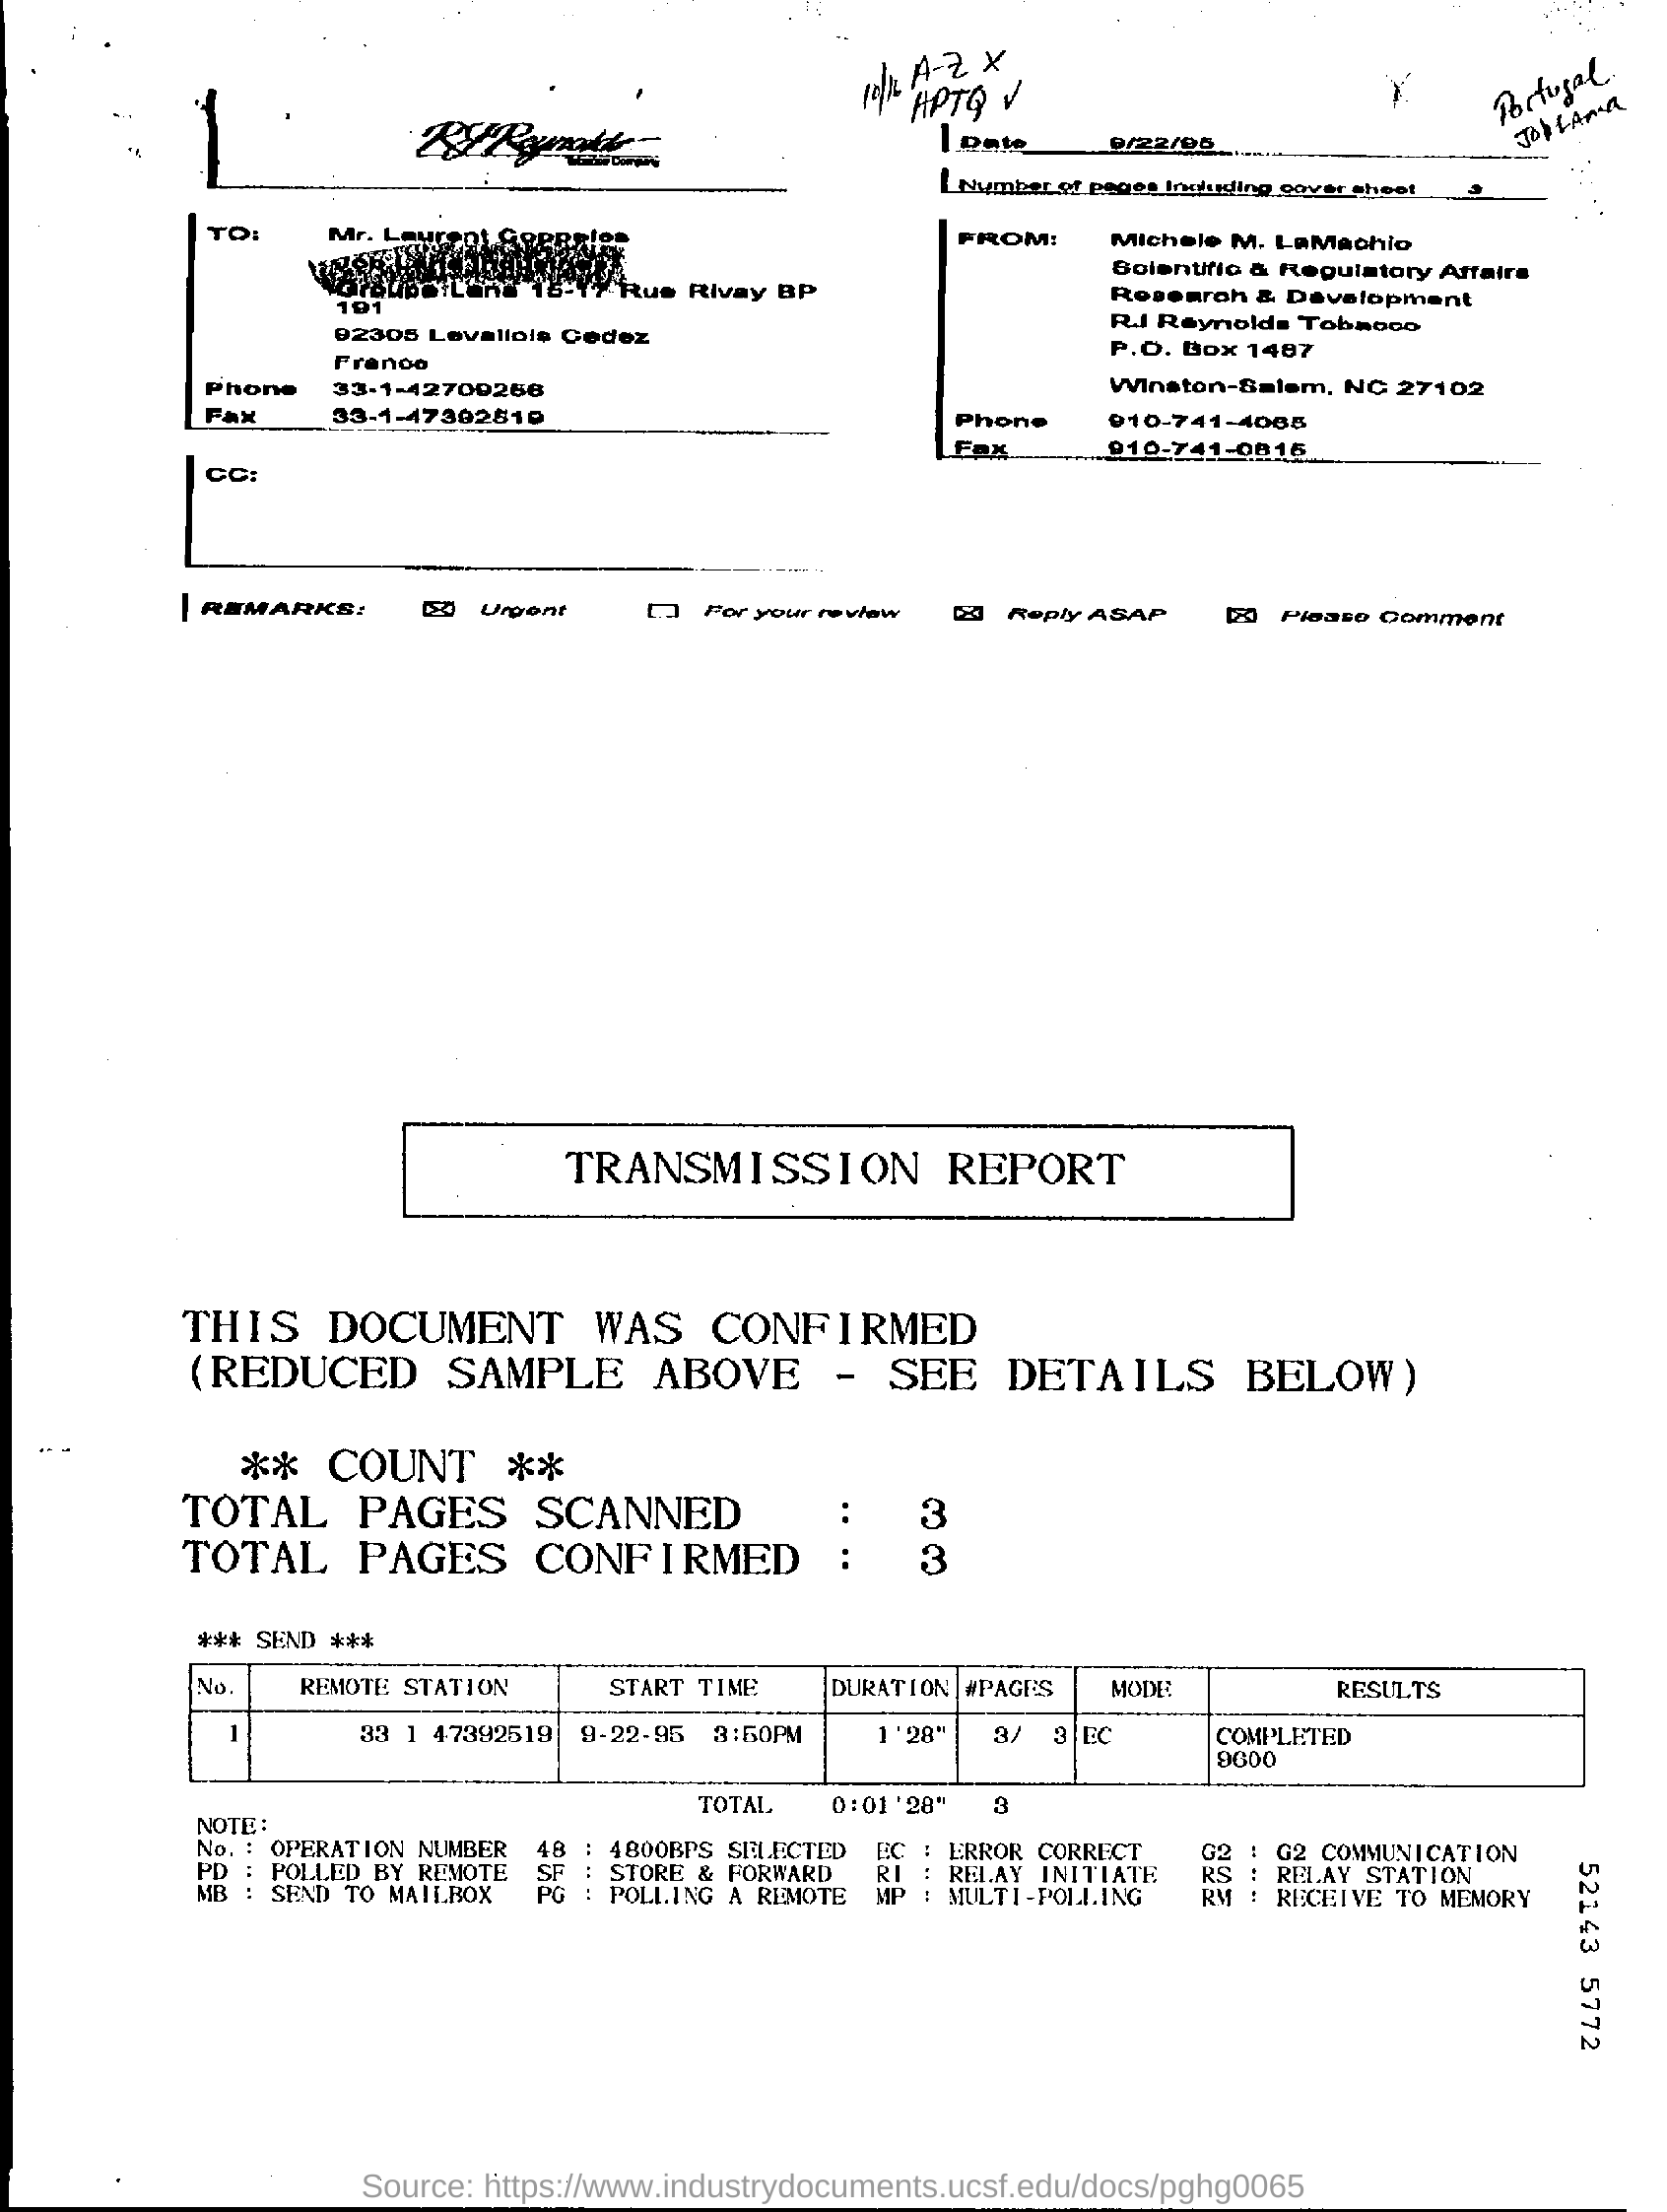 10/16 A-Z X
APTQ ✓
Portugal
RJReynolds
Tobacco Company
Date 9/22/95
Number of pages including cover sheet 3
TO: Mr. Laurent Goppelos
Groupe Lana 15-17 Rue Rivay BP
191
92305 Levallois Cedez
France
Phone 33-1-42709256
Fax 33-1-47392519
FROM: Michele M. LaMachio
Scientific & Regulatory Affairs
Research & Development
RJ Reynolds Tobacco
P.O. Box 1487
Winston-Salem, NC 27102
Phone 910-741-4065
Fax 910-741-0815
CC:
REMARKS: ☒ Urgent ☐ For your review ☒ Reply ASAP ☒ Please Comment
TRANSMISSION REPORT
THIS DOCUMENT WAS CONFIRMED
(REDUCED SAMPLE ABOVE - SEE DETAILS BELOW)
** COUNT **
TOTAL PAGES SCANNED : 3
TOTAL PAGES CONFIRMED : 3
*** SEND ***
No. REMOTE STATION START TIME DURATION #PAGES MODE RESULTS
1 33 1 47392519 9-22-95 3:50PM 1'28" 3/ 3 EC COMPLETED
9600
TOTAL 0:01'28" 3
NOTE:
No. : OPERATION NUMBER 48 : 4800BPS SELECTED EC : ERROR CORRECT G2 : G2 COMMUNICATION
PD : POLLED BY REMOTE SF : STORE & FORWARD RI : RELAY INITIATE RS : RELAY STATION
MB : SEND TO MAILBOX PG : POLLING A REMOTE MP : MULTI-POLLING RM : RECEIVE TO MEMORY
52143 5772
Source: https://www.industrydocuments.ucsf.edu/docs/pghg0065